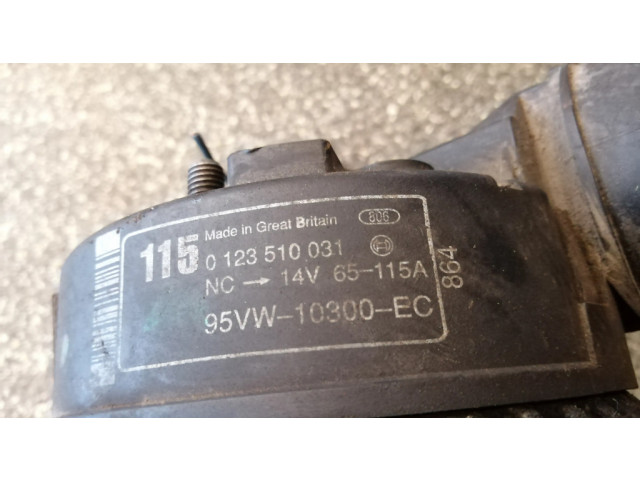 115 Made in Great Britain 806
0 123 510 031
NC → 14V 65-115A
95VW-10300-EC
864